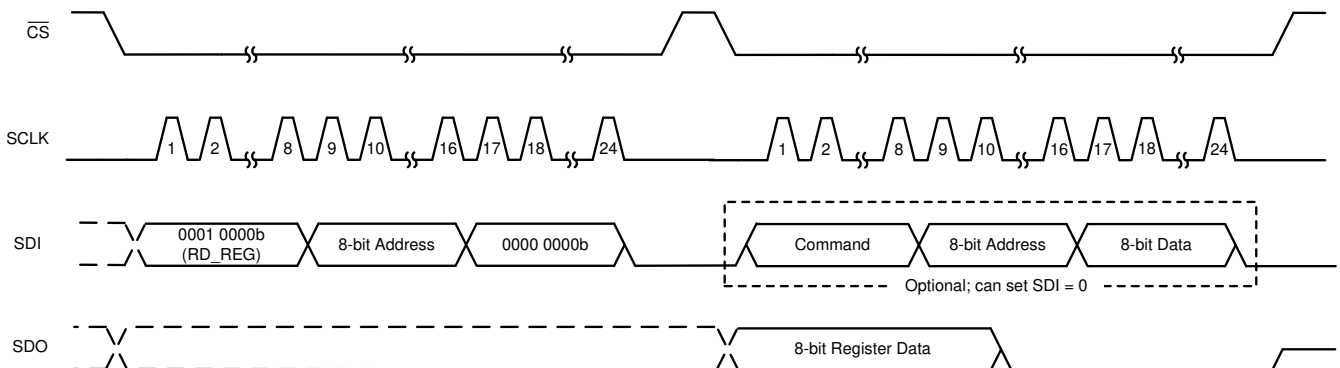 CS
SCLK
1 2 8 9 10 16 17 18 24 1 2 8 9 10 16 17 18 24
SDI
0001 0000b
(RD_REG)
8-bit Address
0000 0000b
Command
8-bit Address
8-bit Data
Optional; can set SDI = 0
SDO
8-bit Register Data